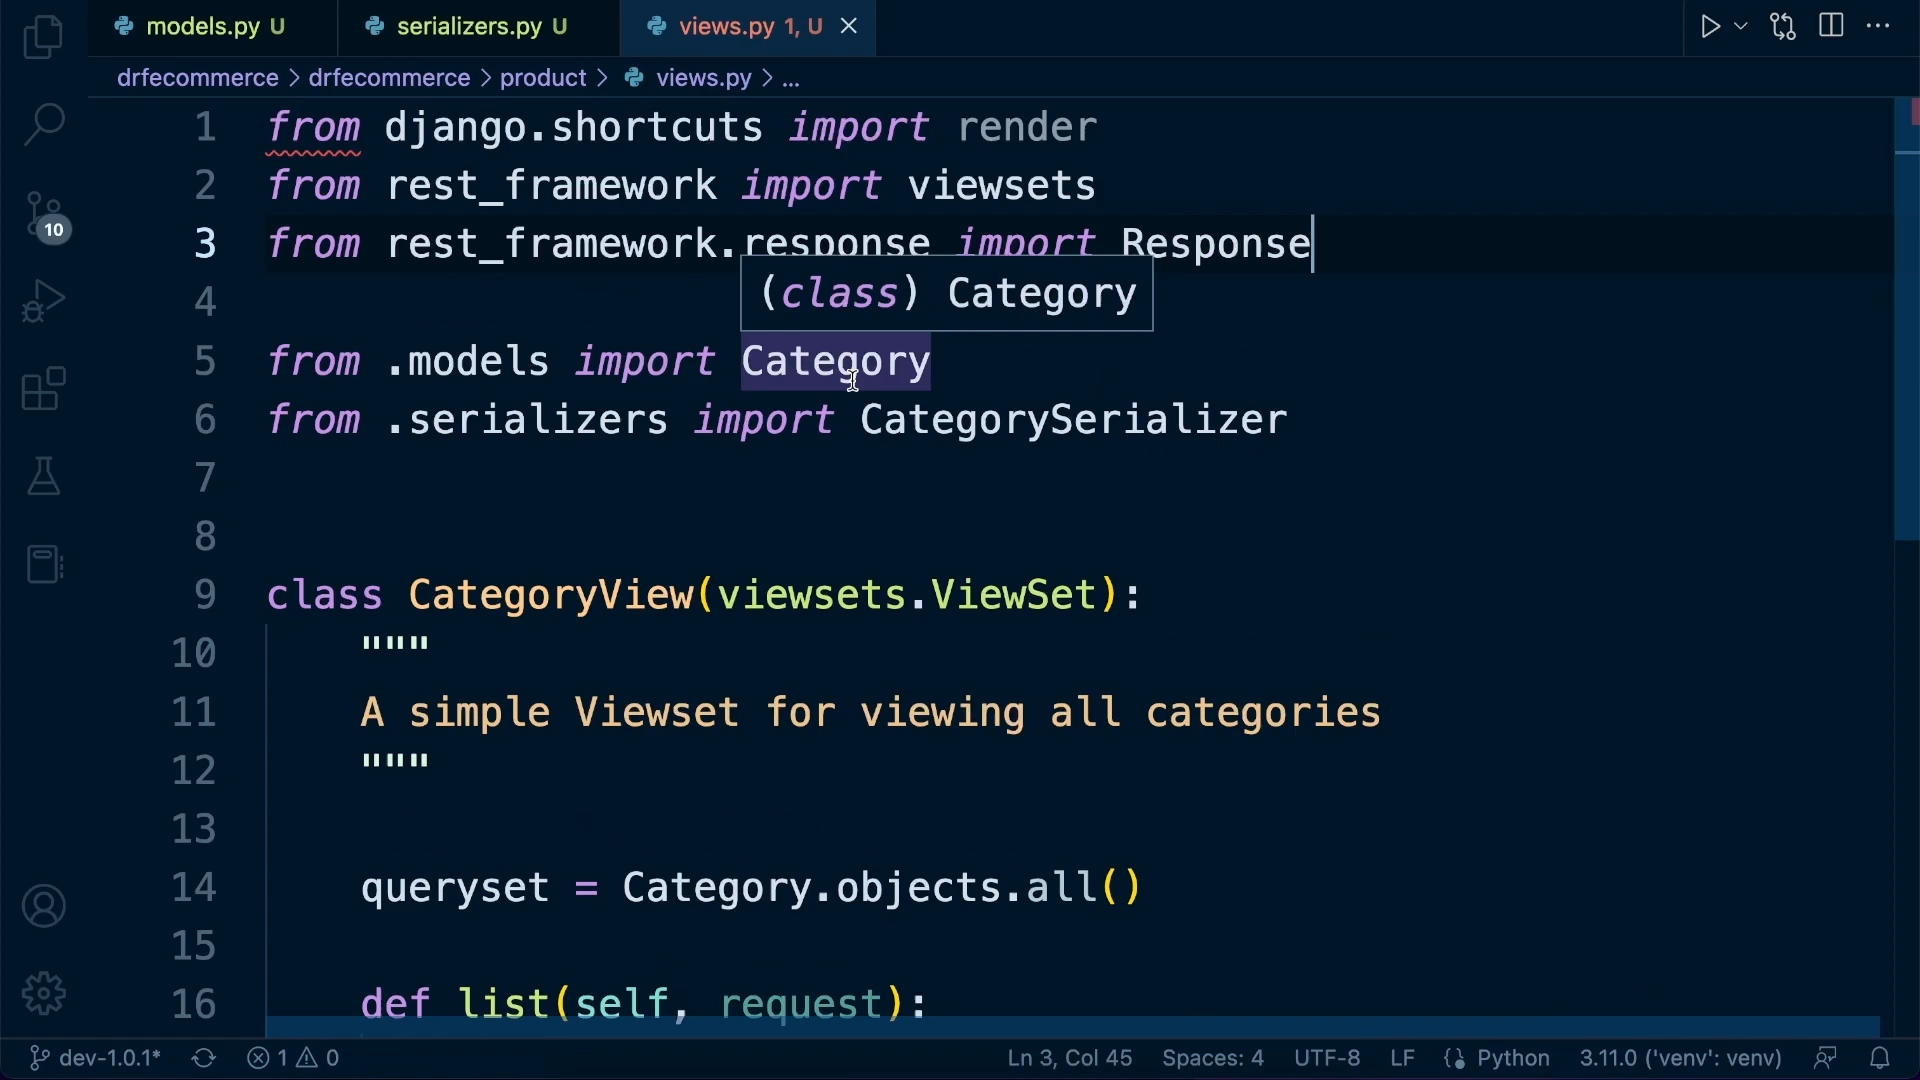 models.py U serializers.py U views.py 1, U
drfecommerce > drfecommerce > product > views.py > ...
1 from django.shortcuts import render
2 from rest_framework import viewsets
3 from rest_framework.response import Response
(class) Category
4
5 from .models import Category
6 from .serializers import CategorySerializer
7
8
9 class CategoryView(viewsets.ViewSet):
10 """
11 A simple Viewset for viewing all categories
12 """
13
14 queryset = Category.objects.all()
15
16 def list(self, request):
10
dev-1.0.1* 1 0 Ln 3, Col 45 Spaces: 4 UTF-8 LF Python 3.11.0 ('venv': venv)